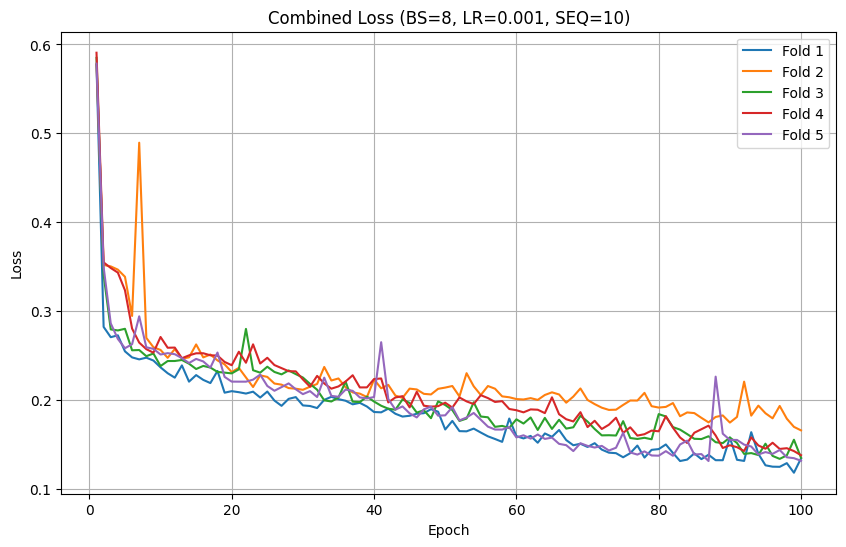 Combined Loss (BS=8, LR=0.001, SEQ=10)
Fold 1
Fold 2
Fold 3
Fold 4
Fold 5
Loss
0.6
0.5
0.4
0.3
0.2
0.1
0 20 40 60 80 100
Epoch